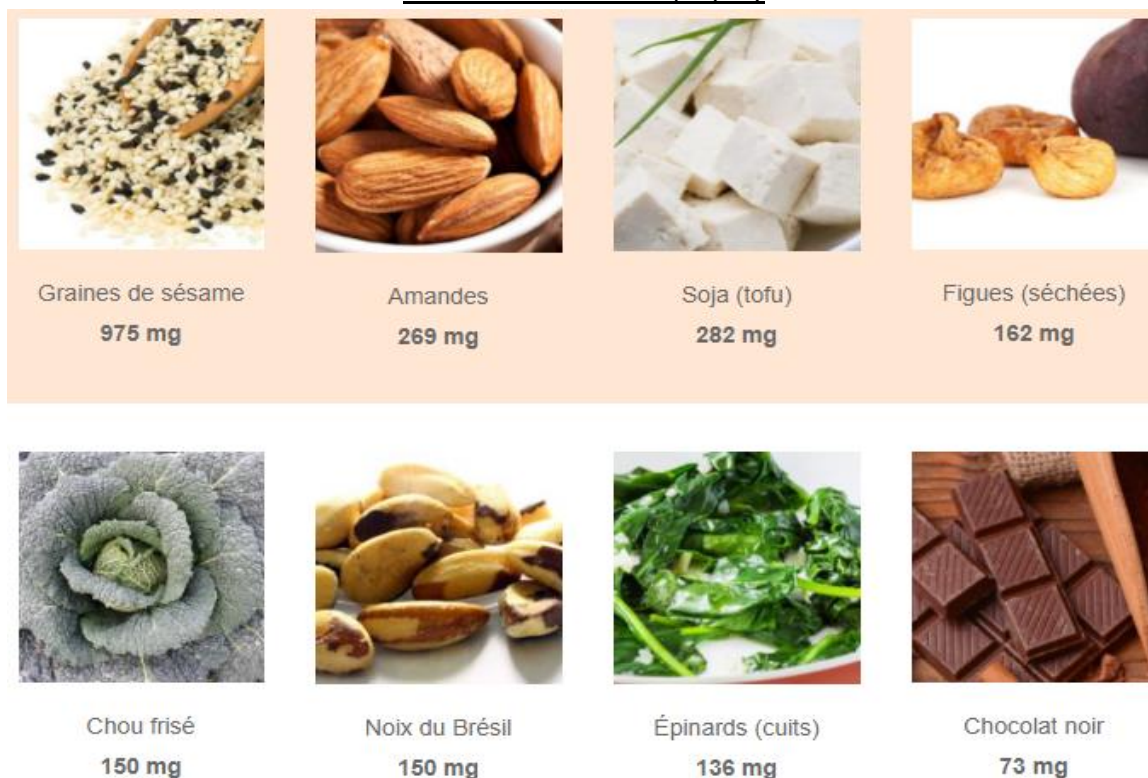 Graines de sésame
975 mg
Amandes
269 mg
Soja (tofu)
282 mg
Figues (séchées)
162 mg
Chou frisé
150 mg
Noix du Brésil
150 mg
Épinards (cuits)
136 mg
Chocolat noir
73 mg